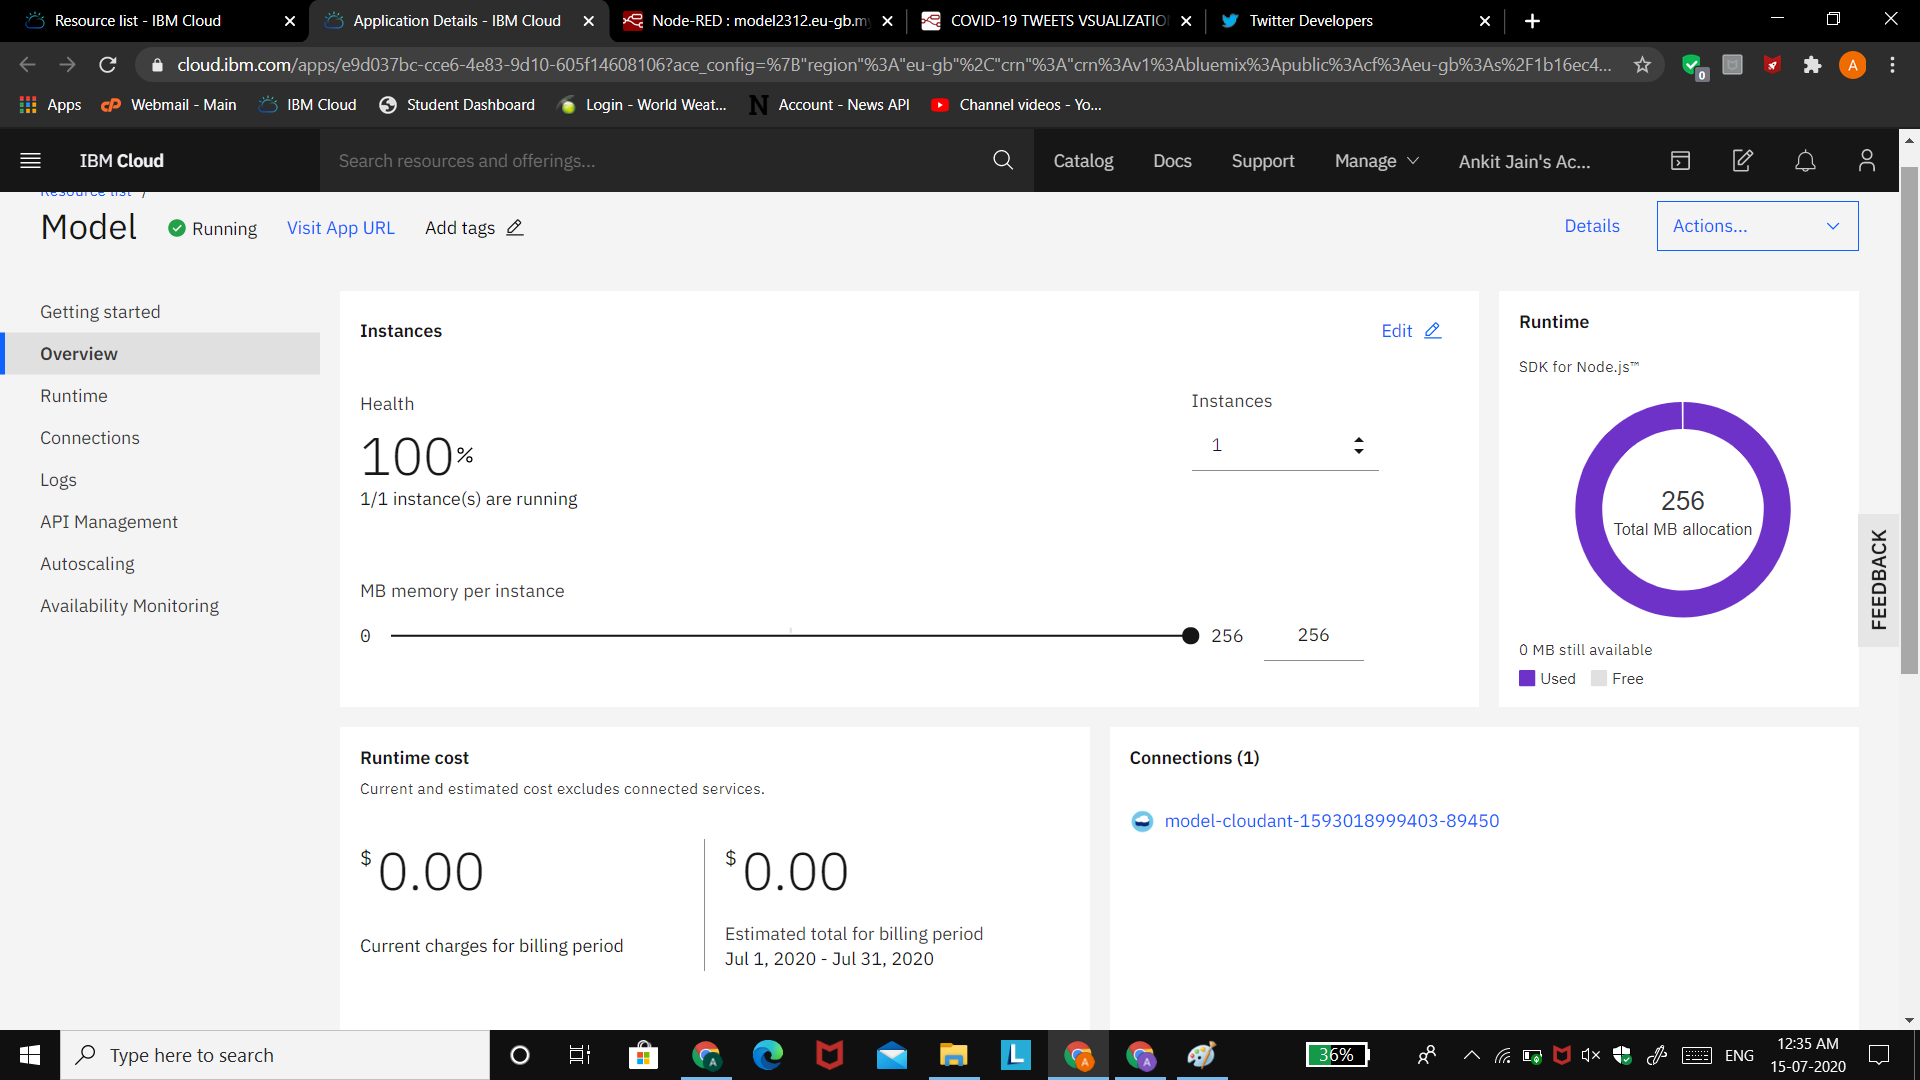 Resource list - IBM Cloud
Application Details - IBM Cloud
Node-RED : model2312.eu-gb.my
COVID-19 TWEETS VSUALIZATIO
Twitter Developers
cloud.ibm.com/apps/e9d037bc-cce6-4e83-9d10-605f14608106?ace_config=%7B"region"%3A"eu-gb"%2C"crn"%3A"crn%3Av1%3Abluemix%3Apublic%3Acf%3Aeu-gb%3As%2F1b16ec4...
0
A
Apps
Webmail - Main
IBM Cloud
Student Dashboard
Login - World Weat...
Account - News API
Channel videos - Yo...
IBM Cloud
Search resources and offerings...
Catalog
Docs
Support
Manage
Ankit Jain's Ac...
Resource list /
Model
Running
Visit App URL
Add tags
Details
Actions...
Getting started
Overview
Runtime
Connections
Logs
API Management
Autoscaling
Availability Monitoring
Instances
Edit
Health
100%
1/1 instance(s) are running
Instances
1
MB memory per instance
0
256
256
Runtime
SDK for Node.js™
256
Total MB allocation
0 MB still available
Used
Free
FEEDBACK
Runtime cost
Current and estimated cost excludes connected services.
$0.00
Current charges for billing period
$0.00
Estimated total for billing period
Jul 1, 2020 - Jul 31, 2020
Connections (1)
model-cloudant-1593018999403-89450
Type here to search
36%
ENG
12:35 AM
15-07-2020